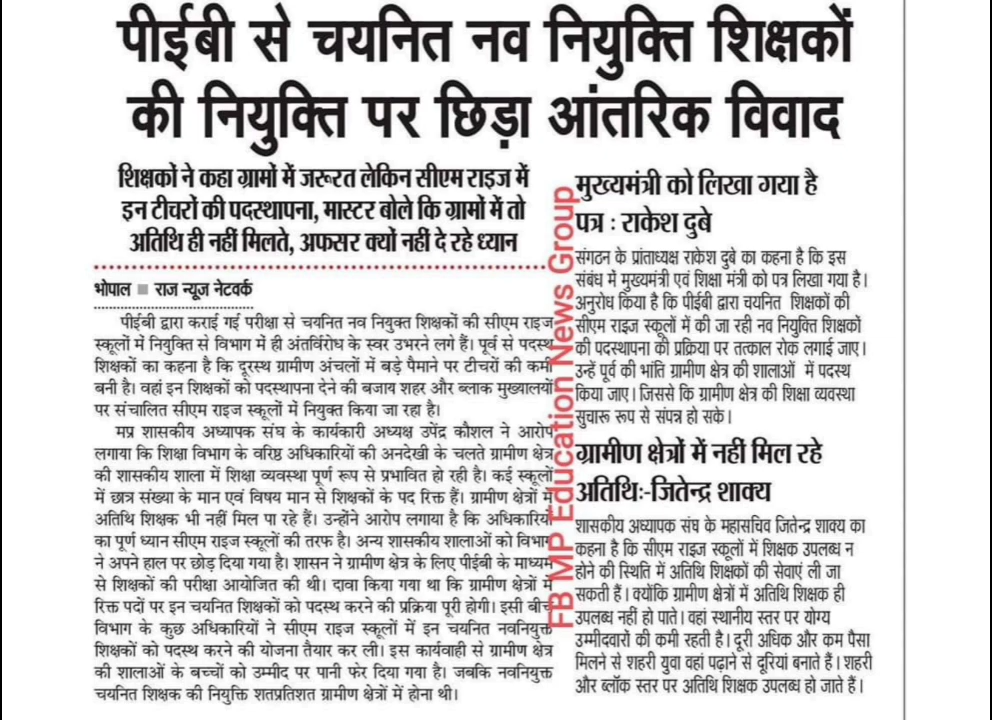 पीईबी से चयनित नव नियुक्ति शिक्षकों
की नियुक्ति पर छिड़ा आंतरिक विवाद
शिक्षकों ने कहा ग्रामों में जरूरत लेकिन सीएम राइज में
इन टीचरों की पदस्थापना, मास्टर बोले कि ग्रामों में तो
अतिथि ही नहीं मिलते, अफसर क्यों नहीं दे रहे ध्यान
भोपाल ■ राज न्यूज नेटवर्क
पीईबी द्वारा कराई गई परीक्षा से चयनित नव नियुक्त शिक्षकों की सीएम राइज
स्कूलों में नियुक्ति से विभाग में ही अंतर्विरोध के स्वर उभरने लगे हैं। पूर्व से पदस्थ
शिक्षकों का कहना है कि दूरस्थ ग्रामीण अंचलों में बड़े पैमाने पर टीचरों की कमी
बनी है। वहां इन शिक्षकों को पदस्थापना देने की बजाय शहर और ब्लाक मुख्यालयों
पर संचालित सीएम राइज स्कूलों में नियुक्त किया जा रहा है।
मप्र शासकीय अध्यापक संघ के कार्यकारी अध्यक्ष उपेंद्र कौशल ने आरोप
लगाया कि शिक्षा विभाग के वरिष्ठ अधिकारियों की अनदेखी के चलते ग्रामीण क्षेत्र
की शासकीय शाला में शिक्षा व्यवस्था पूर्ण रूप से प्रभावित हो रही है। कई स्कूलों
में छात्र संख्या के मान एवं विषय मान से शिक्षकों के पद रिक्त हैं। ग्रामीण क्षेत्रों में
अतिथि शिक्षक भी नहीं मिल पा रहे हैं। उन्होंने आरोप लगाया है कि अधिकारियों
का पूर्ण ध्यान सीएम राइज स्कूलों की तरफ है। अन्य शासकीय शालाओं को विभाग
ने अपने हाल पर छोड़ दिया गया है। शासन ने ग्रामीण क्षेत्र के लिए पीईबी के माध्यम
से शिक्षकों की परीक्षा आयोजित की थी। दावा किया गया था कि ग्रामीण क्षेत्रों में
रिक्त पदों पर इन चयनित शिक्षकों को पदस्थ करने की प्रक्रिया पूरी होगी। इसी बीच
विभाग के कुछ अधिकारियों ने सीएम राइज स्कूलों में इन चयनित नवनियुक्त
शिक्षकों को पदस्थ करने की योजना तैयार कर ली। इस कार्यवाही से ग्रामीण क्षेत्र
की शालाओं के बच्चों को उम्मीद पर पानी फेर दिया गया है। जबकि नवनियुक्त
चयनित शिक्षक की नियुक्ति शतप्रतिशत ग्रामीण क्षेत्रों में होना थी।
FB MP Education News Group
मुख्यमंत्री को लिखा गया है
पत्र : राकेश दुबे
संगठन के प्रांताध्यक्ष राकेश दुबे का कहना है कि इस
संबंध में मुख्यमंत्री एवं शिक्षा मंत्री को पत्र लिखा गया है।
अनुरोध किया है कि पीईबी द्वारा चयनित शिक्षकों की
सीएम राइज स्कूलों में की जा रही नव नियुक्ति शिक्षकों
की पदस्थापना की प्रक्रिया पर तत्काल रोक लगाई जाए।
उन्हें पूर्व की भांति ग्रामीण क्षेत्र की शालाओं में पदस्थ
किया जाए। जिससे कि ग्रामीण क्षेत्र की शिक्षा व्यवस्था
सुचारू रूप से संपन्न हो सके।
ग्रामीण क्षेत्रों में नहीं मिल रहे
अतिथि:-जितेन्द्र शाक्य
शासकीय अध्यापक संघ के महासचिव जितेन्द्र शाक्य का
कहना है कि सीएम राइज स्कूलों में शिक्षक उपलब्ध न
होने की स्थिति में अतिथि शिक्षकों की सेवाएं ली जा
सकती हैं। क्योंकि ग्रामीण क्षेत्रों में अतिथि शिक्षक ही
उपलब्ध नहीं हो पाते। वहां स्थानीय स्तर पर योग्य
उम्मीदवारों की कमी रहती है। दूरी अधिक और कम पैसा
मिलने से शहरी युवा वहां पढ़ाने से दूरियां बनाते हैं। शहरी
और ब्लॉक स्तर पर अतिथि शिक्षक उपलब्ध हो जाते हैं।